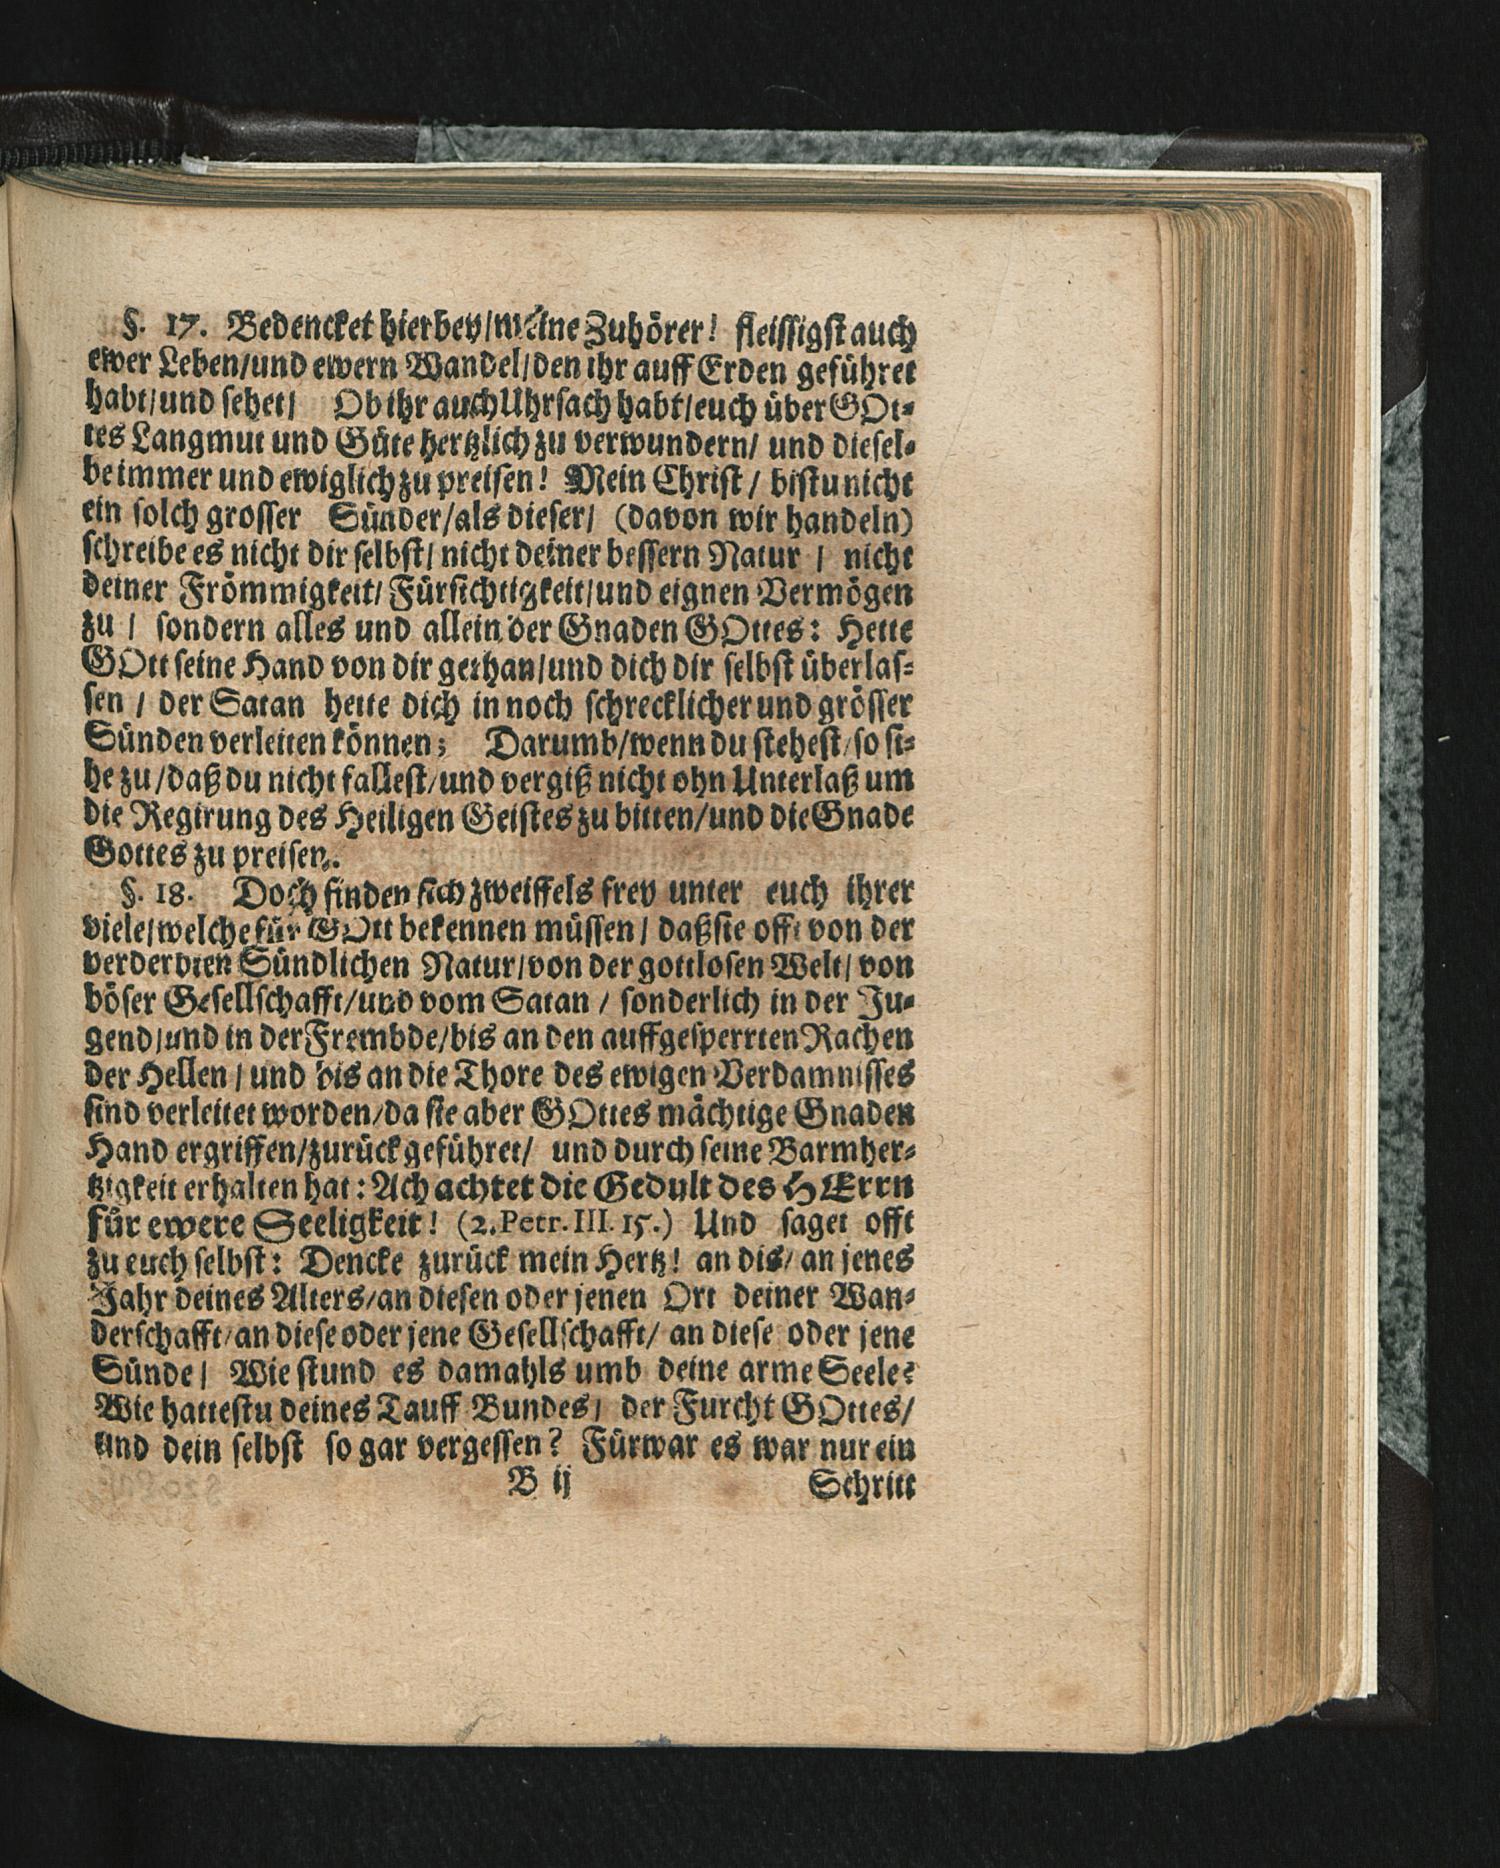 §. 17. Bedencket hierbey/meine Zuhörer! fleissigst auch
ewer Leben/und ewern Wandel/den ihr auff Erden geführet
habt/und sehet/ Ob ihr auch Uhrsach habt/euch über GOt-
tes Langmut und Güte hertzlich zu verwundern/ und diesel-
be immer und ewiglich zu preisen! Mein Christ/ bistu nicht
ein solch grosser Sünder/als dieser/ (davon wir handeln)
schreibe es nicht dir selbst/ nicht deiner bessern Natur / nicht
deiner Frömmigkeit/ Fürsichtigkeit/und eignen Vermögen
zu / sondern alles und allein der Gnaden GOttes: Hette
GOtt seine Hand von dir gethan/und dich dir selbst überlas-
sen / der Satan hette dich in noch schrecklicher und grösser
Sünden verleiten können; Darumb/wenn du stehest/so si-
he zu/daß du nicht fallest/und vergiß nicht ohn Unterlaß um
die Regirung des Heiligen Geistes zu bitten/und die Gnade
Gottes zu preisen.
§. 18. Doch finden sich zweiffels frey unter euch ihrer
viele/welche für GOtt bekennen müssen/ daß sie offt von der
verderbten Sündlichen Natur/von der gottlosen Welt/ von
böser Gesellschafft/und vom Satan / sonderlich in der Ju-
gend/und in der Frembde/bis an den auffgesperrten Rachen
der Hellen / und bis an die Thore des ewigen Verdamnisses
sind verleitet worden/da sie aber GOttes mächtige Gnaden
Hand ergriffen/zurück geführet/ und durch seine Barmher-
tzigkeit erhalten hat: Ach achtet die Gedult des HErrn
für ewere Seeligkeit! (2. Petr. III. 15.) Und saget offt
zu euch selbst: Dencke zurück mein Hertz! an dis/ an jenes
Jahr deines Alters/an diesen oder jenen Ort deiner Wan-
derschafft/an diese oder jene Gesellschafft/ an diese oder jene
Sünde/ Wie stund es damahls umb deine arme Seele?
Wie hattestu deines Tauff Bundes/ der Furcht GOttes/
und dein selbst so gar vergessen? Fürwar es war nur ein
B ij Schritt